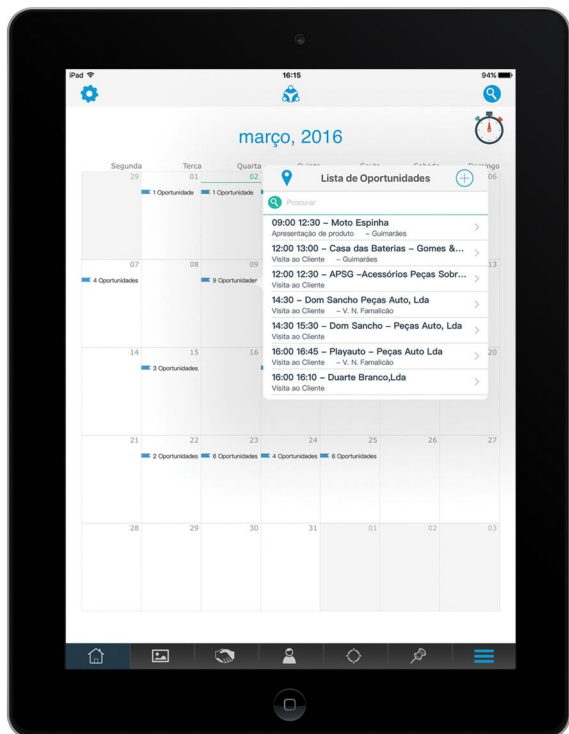 iPad
16:15
94%
março, 2016
Segunda
Terca
Quarta
29
01
02
06
1 Oportunidade
1 Oportunidade
Lista de Oportunidades
Procurar
09:00 12:30 – Moto Espinha
Apresentação de produto – Guimarães
12:00 13:00 – Casa das Baterias – Gomes &...
Visita ao Cliente – Guimarães
12:00 12:30 – APSG –Acessórios Peças Sobr...
Visita ao Cliente
14:30 – Dom Sancho Peças Auto, Lda
Visita ao Cliente – V. N. Famalicão
14:30 15:30 – Dom Sancho – Peças Auto, Lda
Visita ao Cliente
16:00 16:45 – Playauto – Peças Auto Lda
Visita ao Cliente – V. N. Famalicão
16:00 16:10 – Duarte Branco,Lda
Visita ao Cliente
07
08
09
13
4 Oportunidades
9 Oportunidades
14
15
16
20
3 Oportunidades
21
22
23
24
25
26
27
2 Oportunidades
6 Oportunidades
4 Oportunidades
6 Oportunidades
28
29
30
31
01
02
03